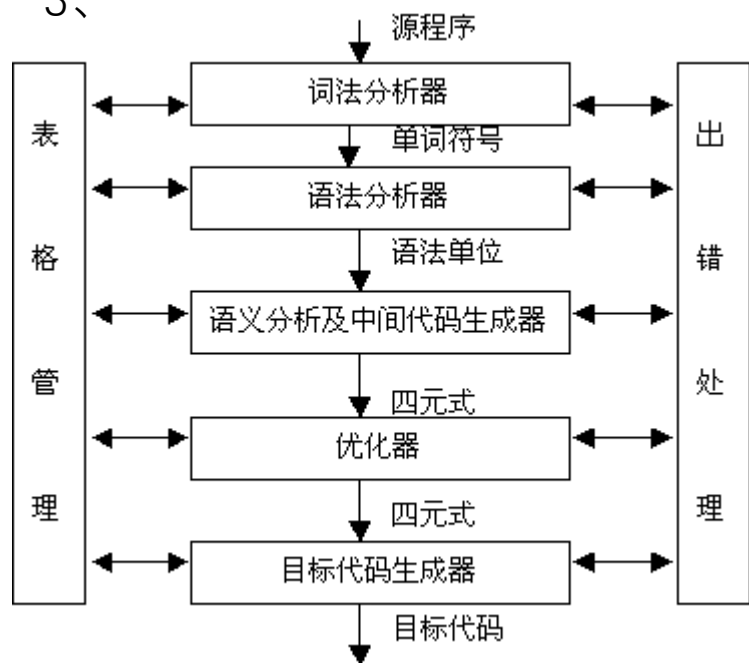 3、
源程序
词法分析器
单词符号
语法分析器
语法单位
语义分析及中间代码生成器
四元式
优化器
四元式
目标代码生成器
目标代码
表格管理
出错处理